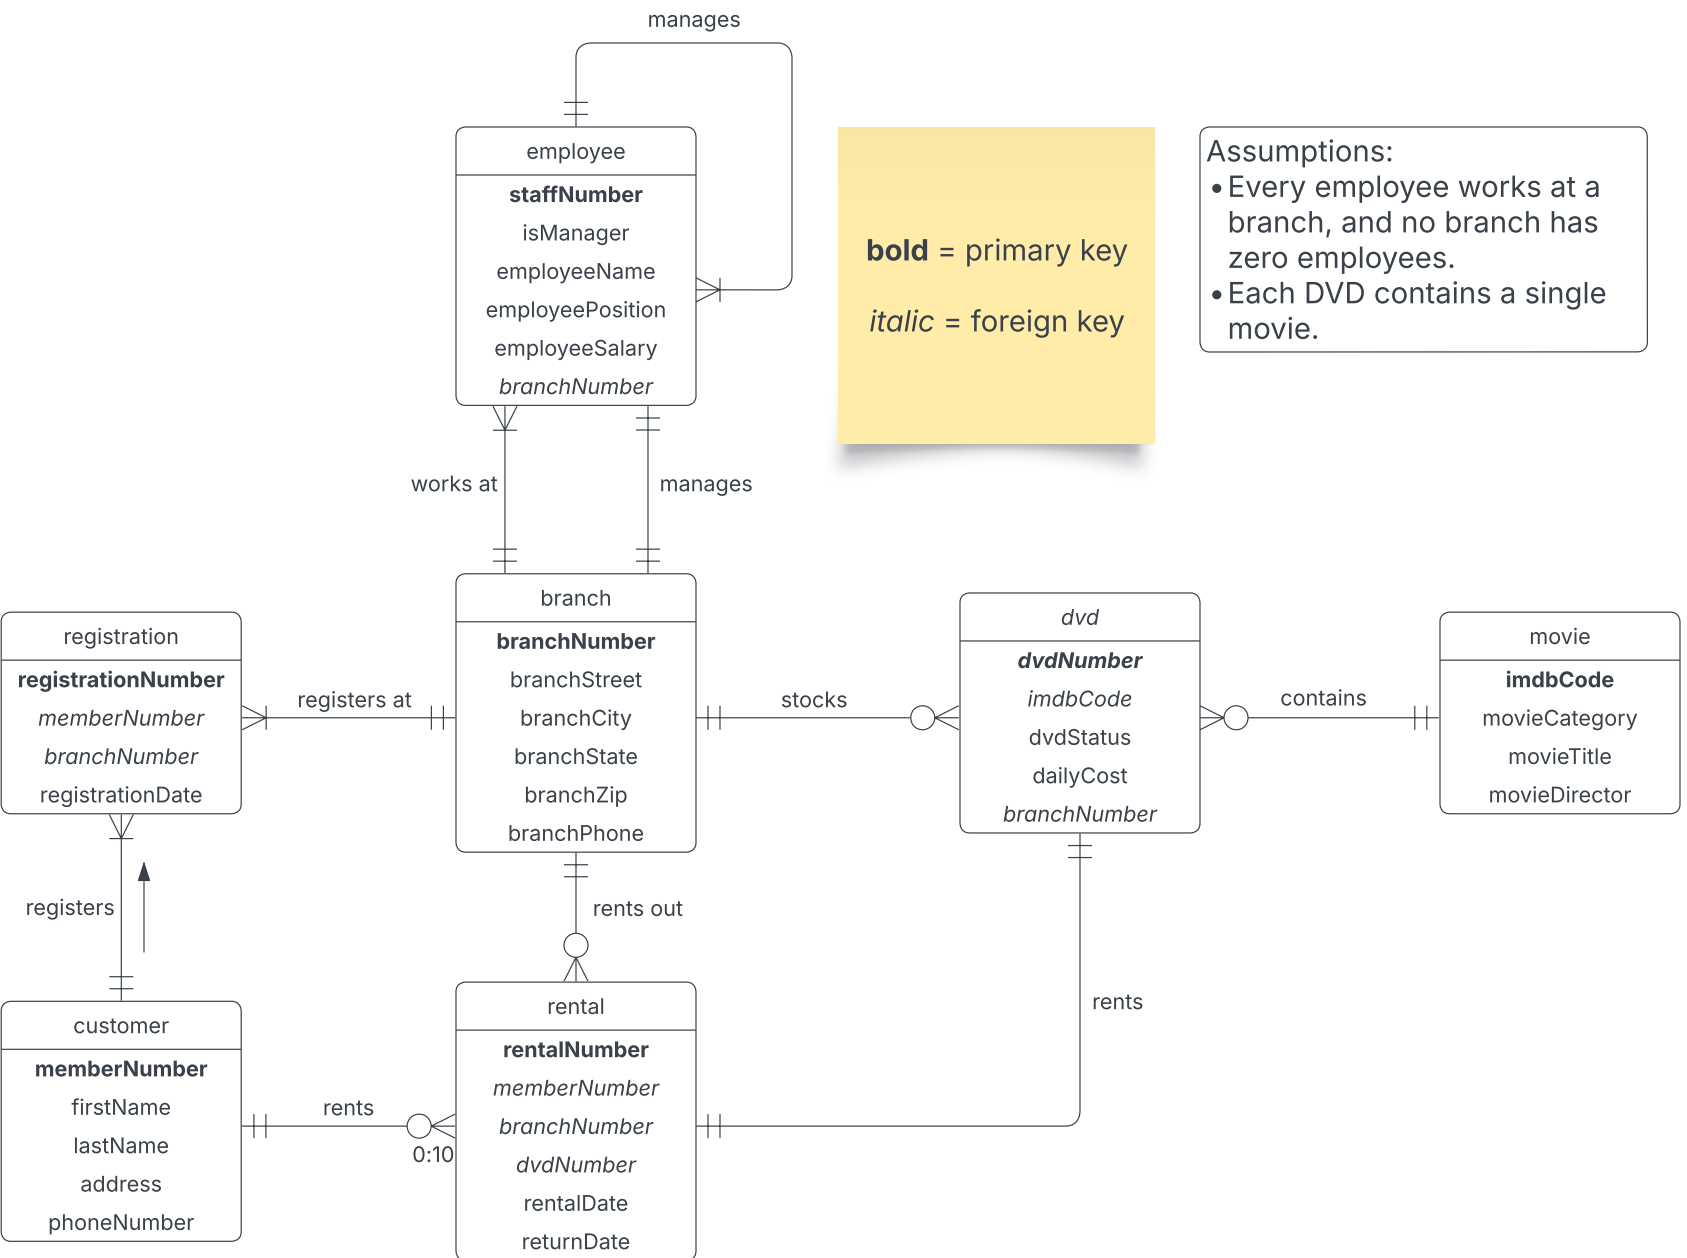 manages
employee
staffNumber
isManager
employeeName
employeePosition
employeeSalary
branchNumber
bold = primary key
italic = foreign key
Assumptions:
•Every employee works at a
branch, and no branch has
zero employees.
•Each DVD contains a single
movie.
works at
manages
registration
registrationNumber
memberNumber
branchNumber
registrationDate
registers at
branch
branchNumber
branchStreet
branchCity
branchState
branchZip
branchPhone
stocks
dvd
dvdNumber
imdbCode
dvdStatus
dailyCost
branchNumber
contains
movie
imdbCode
movieCategory
movieTitle
movieDirector
registers
rents out
rents
customer
memberNumber
firstName
lastName
address
phoneNumber
rents
0:10
rental
rentalNumber
memberNumber
branchNumber
dvdNumber
rentalDate
returnDate